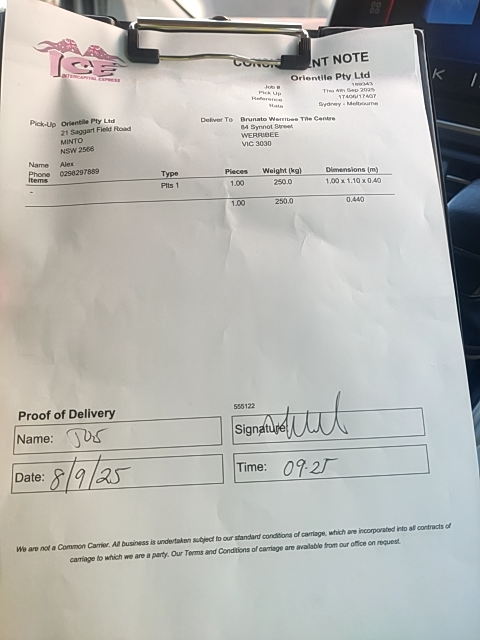 ICE
INTERCAPITAL EXPRESS
NT NOTE
Orientile Pty Ltd
Job #
Pick Up Thu 4th Sep 2025
Reference 17406/17407
Rate Sydney - Melbourne
Pick-Up Orientile Pty Ltd
21 Saggart Field Road
MINTO
NSW 2566
Deliver To Brunato Werribee Tile Centre
84 Synnot Street
WERRIBEE
VIC 3030
Name Alex
Phone 0298297889
Items Type Pieces Weight (kg) Dimensions (m)
- Plts 1 1.00 250.0 1.00 x 1.10 x 0.40
1.00 250.0 0.440
Proof of Delivery
555122
Name:
Signature:
Date: 8/9/25
Time: 09.25
We are not a Common Carrier. All business is undertaken subject to our standard conditions of carriage, which are incorporated into all contracts of
carriage to which we are a party. Our Terms and Conditions of carriage are available from our office on request.
K